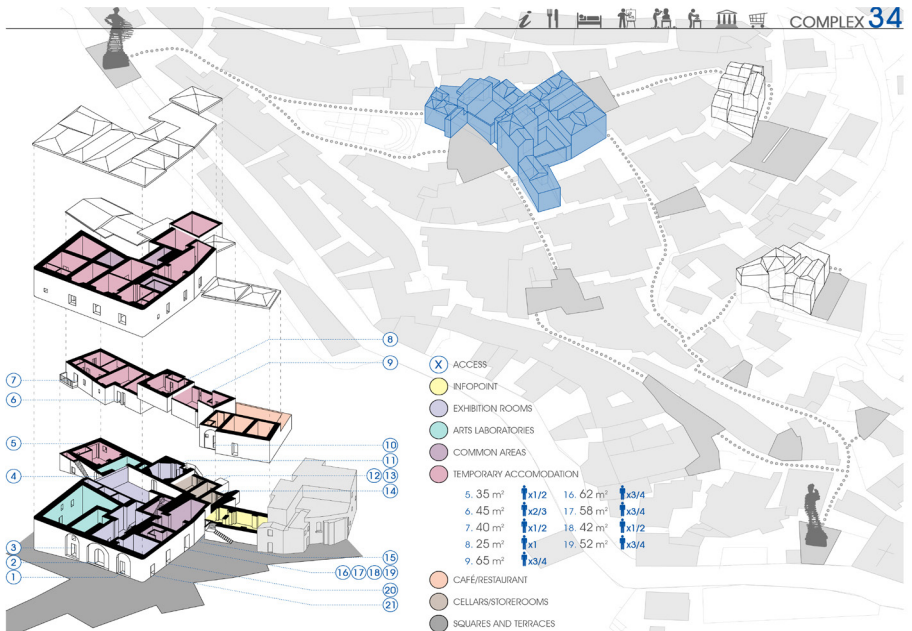 i
COMPLEX 34
8
9
7
6
10
11
12 13
14
5
4
3
2
1
15
16 17 18 19
20
21
X ACCESS
INFOPOINT
EXHIBITION ROOMS
ARTS LABORATORIES
COMMON AREAS
TEMPORARY ACCOMODATION
5. 35 m² x1/2 16. 62 m² x3/4
6. 45 m² x2/3 17. 58 m² x3/4
7. 40 m² x1/2 18. 42 m² x1/2
8. 25 m² x1 19. 52 m² x3/4
9. 65 m² x3/4
CAFÉ/RESTAURANT
CELLARS/STOREROOMS
SQUARES AND TERRACES